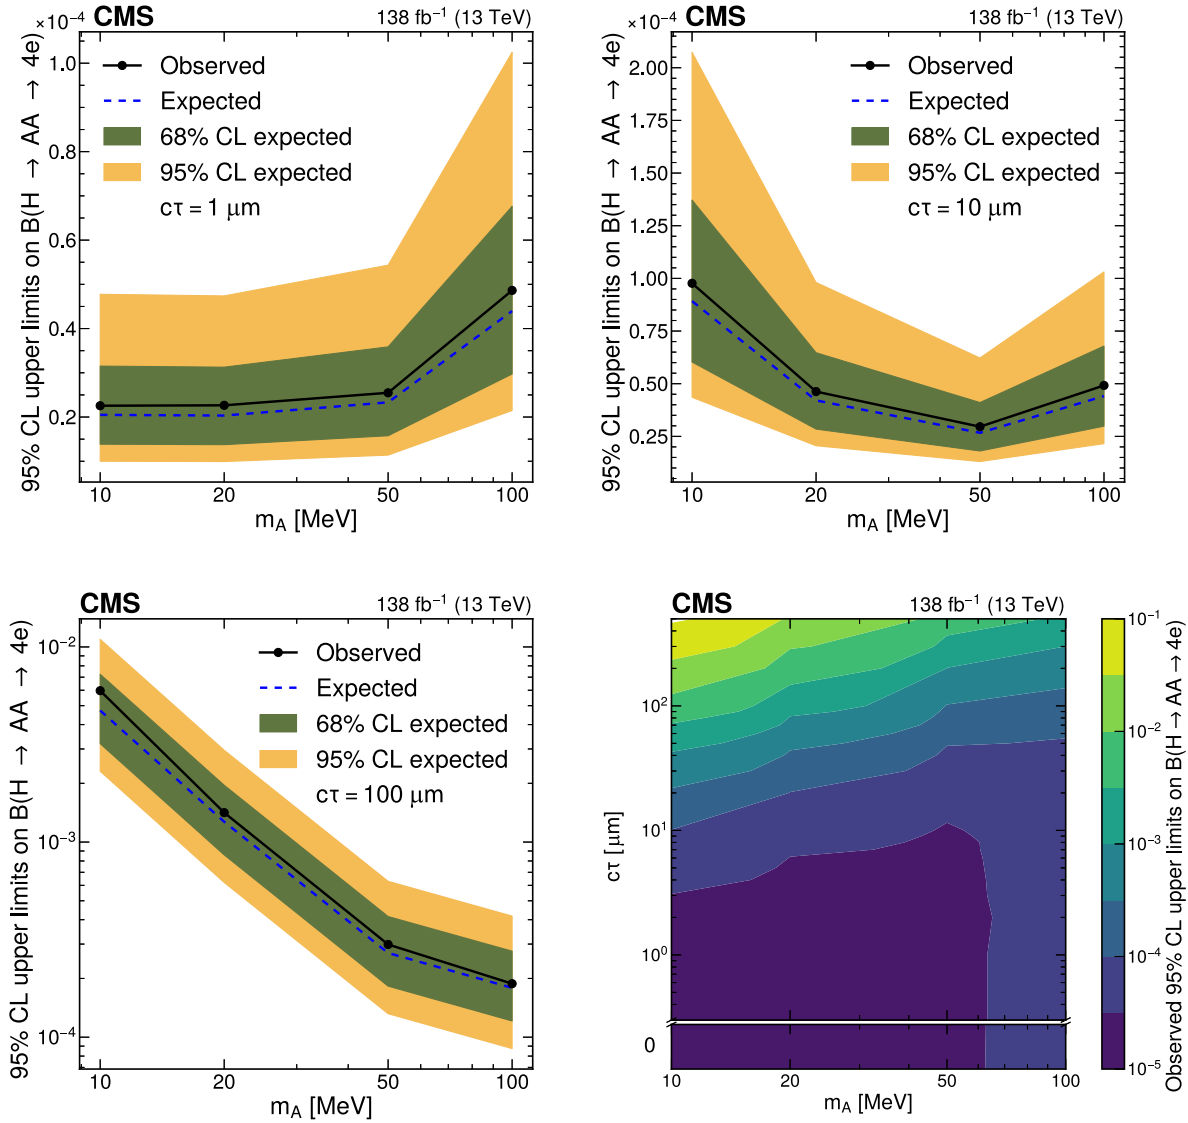 ×10⁻⁴ CMS 138 fb⁻¹ (13 TeV)
95% CL upper limits on B(H → AA → 4e)
1.0
0.8
0.6
0.4
0.2
Observed
Expected
68% CL expected
95% CL expected
cτ = 1 μm
10 20 50 100
m_A [MeV]
×10⁻⁴ CMS 138 fb⁻¹ (13 TeV)
95% CL upper limits on B(H → AA → 4e)
2.00
1.75
1.50
1.25
1.00
0.75
0.50
0.25
Observed
Expected
68% CL expected
95% CL expected
cτ = 10 μm
10 20 50 100
m_A [MeV]
CMS 138 fb⁻¹ (13 TeV)
95% CL upper limits on B(H → AA → 4e)
10⁻²
10⁻³
10⁻⁴
Observed
Expected
68% CL expected
95% CL expected
cτ = 100 μm
10 20 50 100
m_A [MeV]
CMS 138 fb⁻¹ (13 TeV)
cτ [μm]
10²
10¹
10⁰
0
10 20 50 100
m_A [MeV]
10⁻¹
10⁻²
10⁻³
10⁻⁴
10⁻⁵
Observed 95% CL upper limits on B(H → AA → 4e)